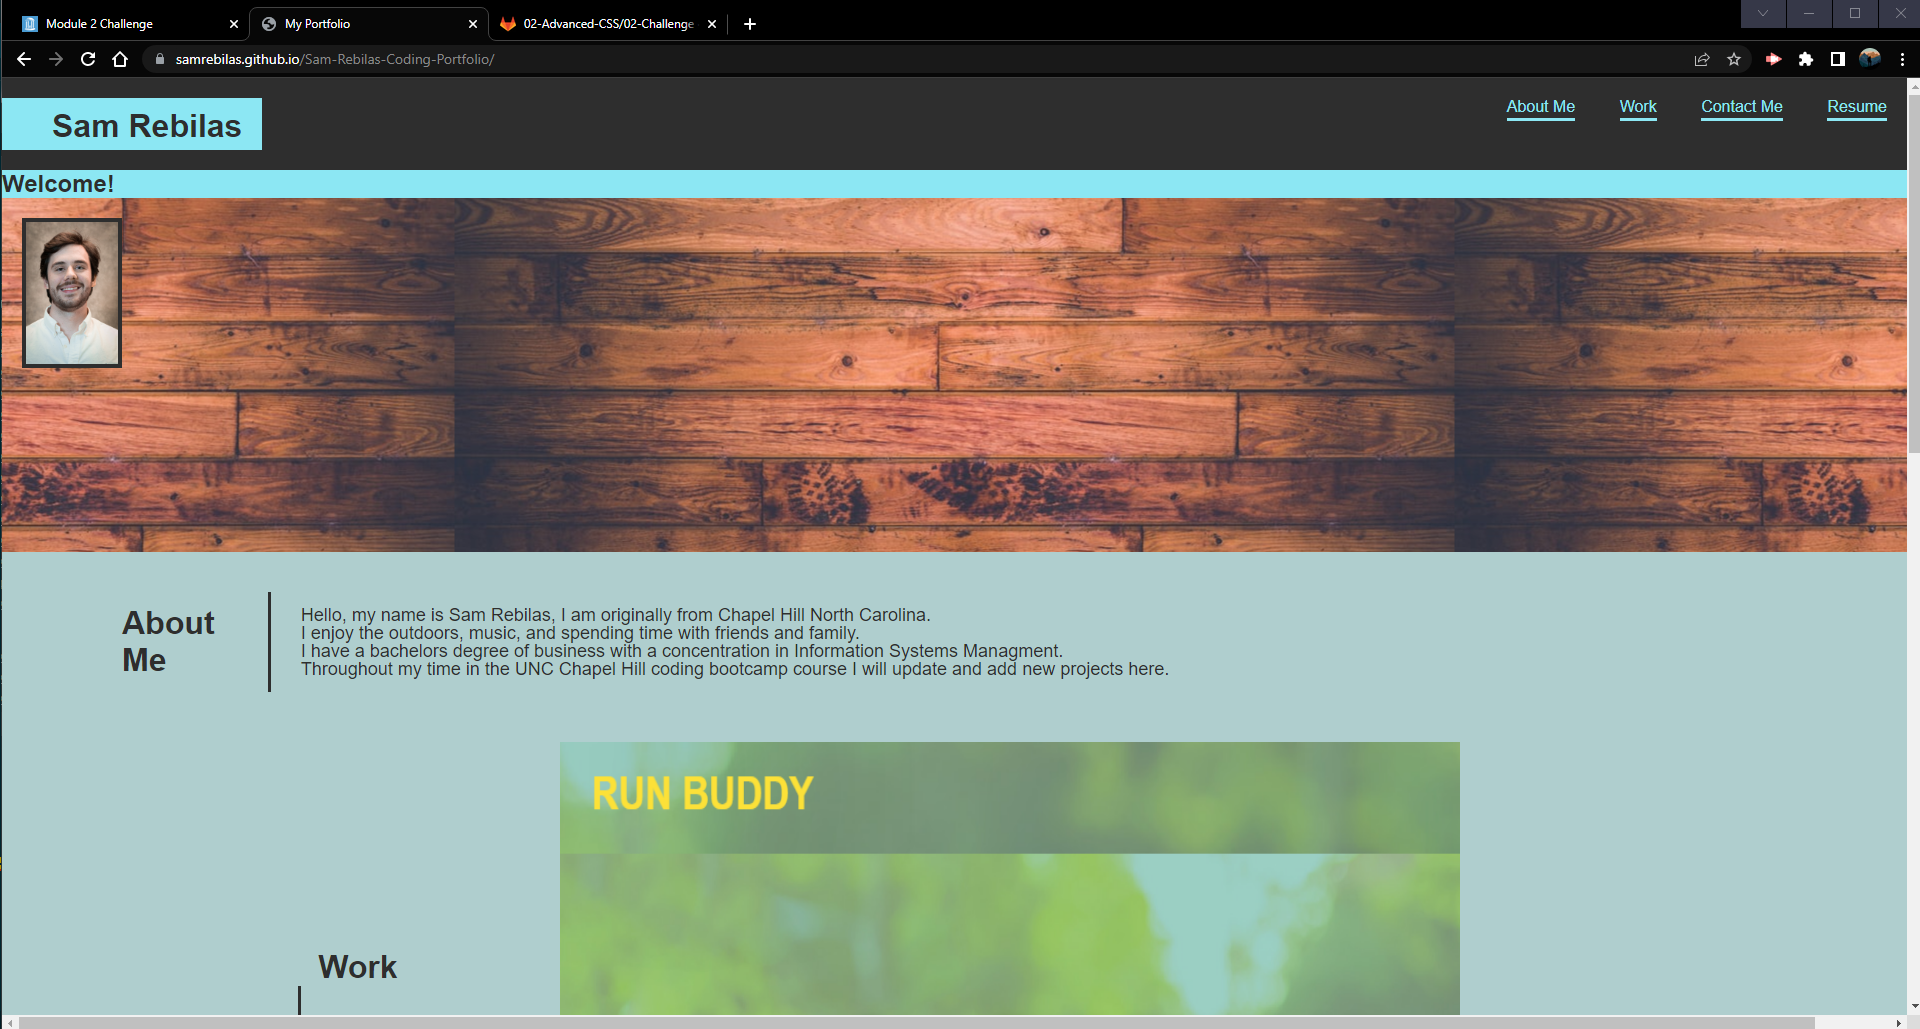 Module 2 Challenge
My Portfolio
02-Advanced-CSS/02-Challenge
samrebilas.github.io/Sam-Rebilas-Coding-Portfolio/
Sam Rebilas
About Me
Work
Contact Me
Resume
Welcome!
About
Me
Hello, my name is Sam Rebilas, I am originally from Chapel Hill North Carolina.
I enjoy the outdoors, music, and spending time with friends and family.
I have a bachelors degree of business with a concentration in Information Systems Managment.
Throughout my time in the UNC Chapel Hill coding bootcamp course I will update and add new projects here.
RUN BUDDY
Work